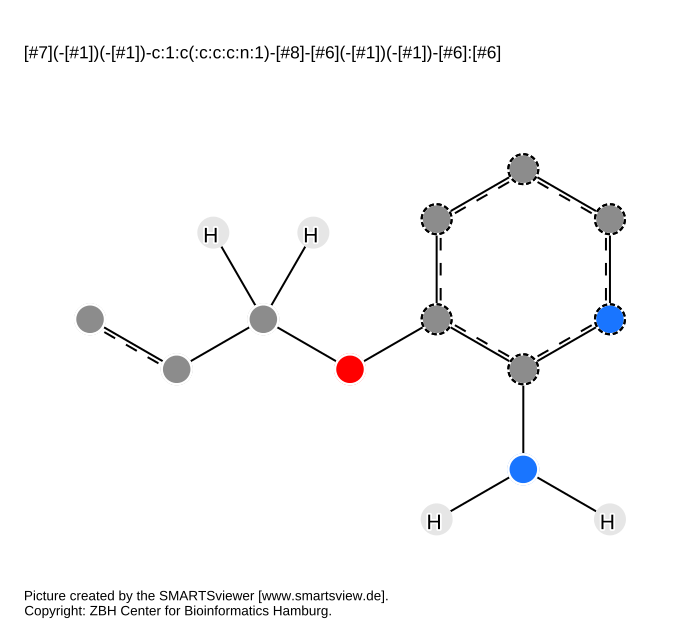 [#7](-[#1])(-[#1])-c:1:c(:c:c:c:n:1)-[#8]-[#6](-[#1])(-[#1])-[#6]:[#6]
H H
H H
Picture created by the SMARTSviewer [www.smartsview.de].
Copyright: ZBH Center for Bioinformatics Hamburg.